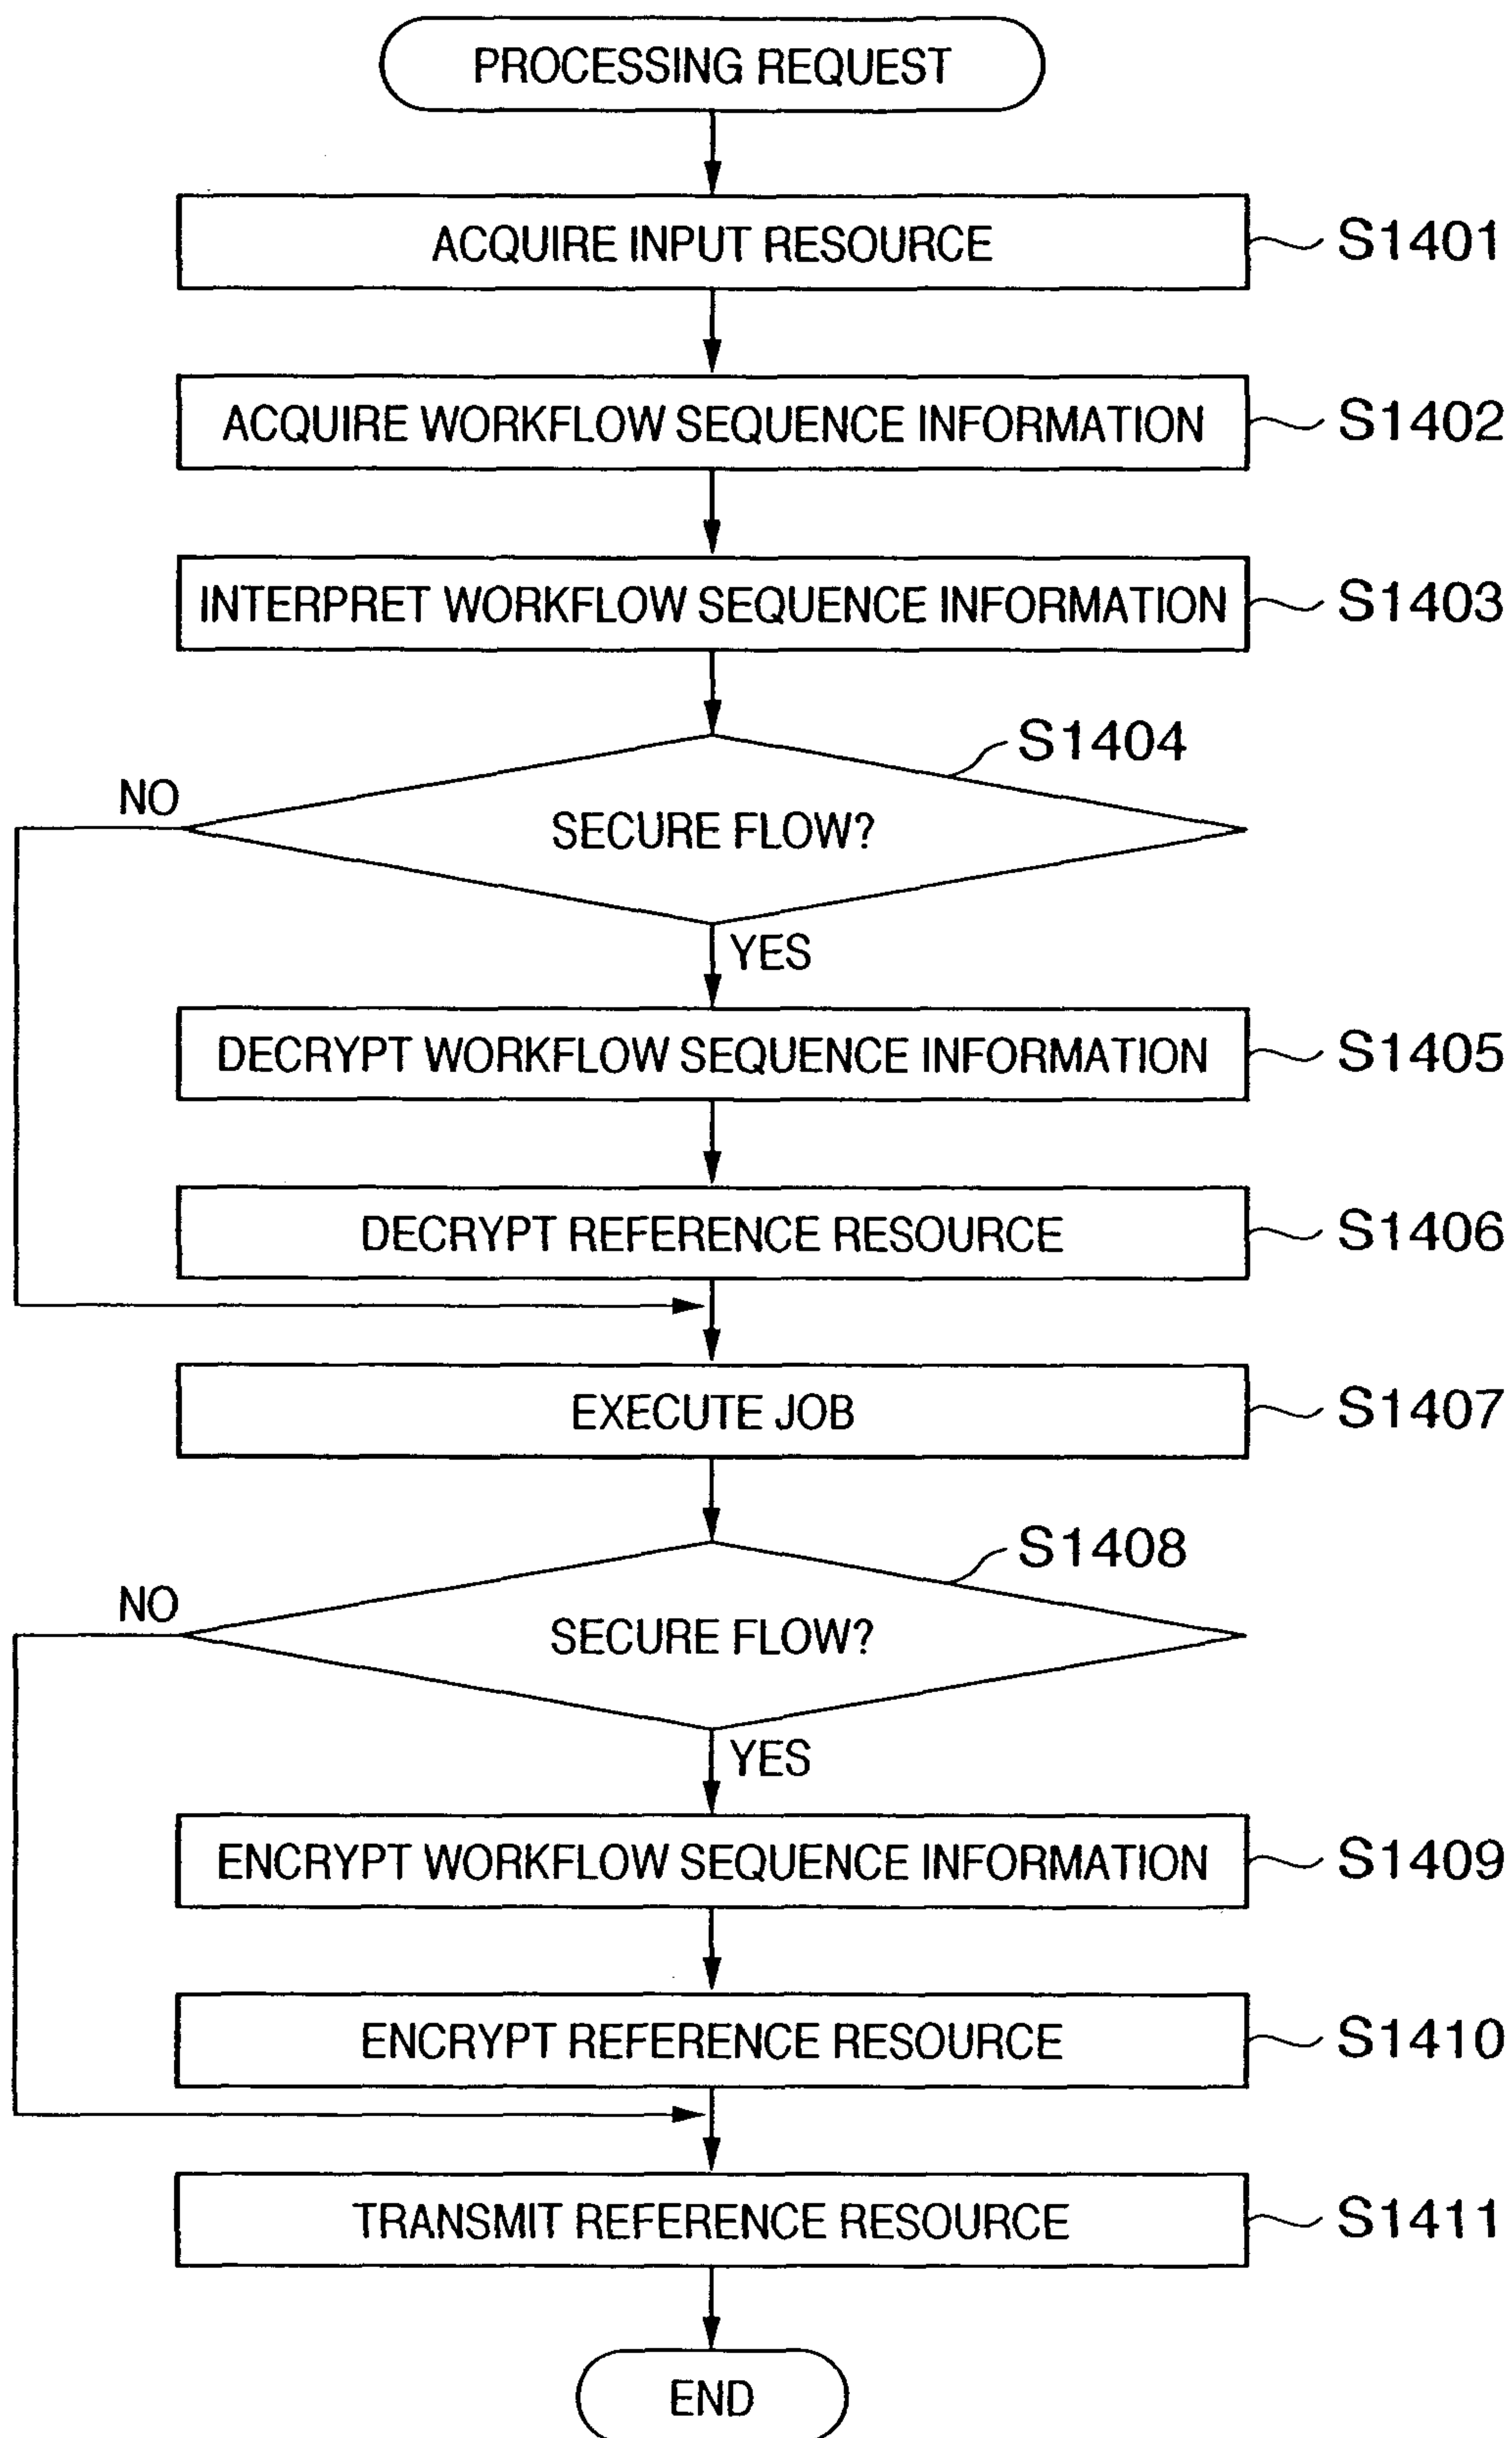 PROCESSING REQUEST
ACQUIRE INPUT RESOURCE
S1401
ACQUIRE WORKFLOW SEQUENCE INFORMATION
S1402
INTERPRET WORKFLOW SEQUENCE INFORMATION
S1403
S1404
NO
SECURE FLOW?
YES
DECRYPT WORKFLOW SEQUENCE INFORMATION
S1405
DECRYPT REFERENCE RESOURCE
S1406
EXECUTE JOB
S1407
S1408
NO
SECURE FLOW?
YES
ENCRYPT WORKFLOW SEQUENCE INFORMATION
S1409
ENCRYPT REFERENCE RESOURCE
S1410
TRANSMIT REFERENCE RESOURCE
S1411
END